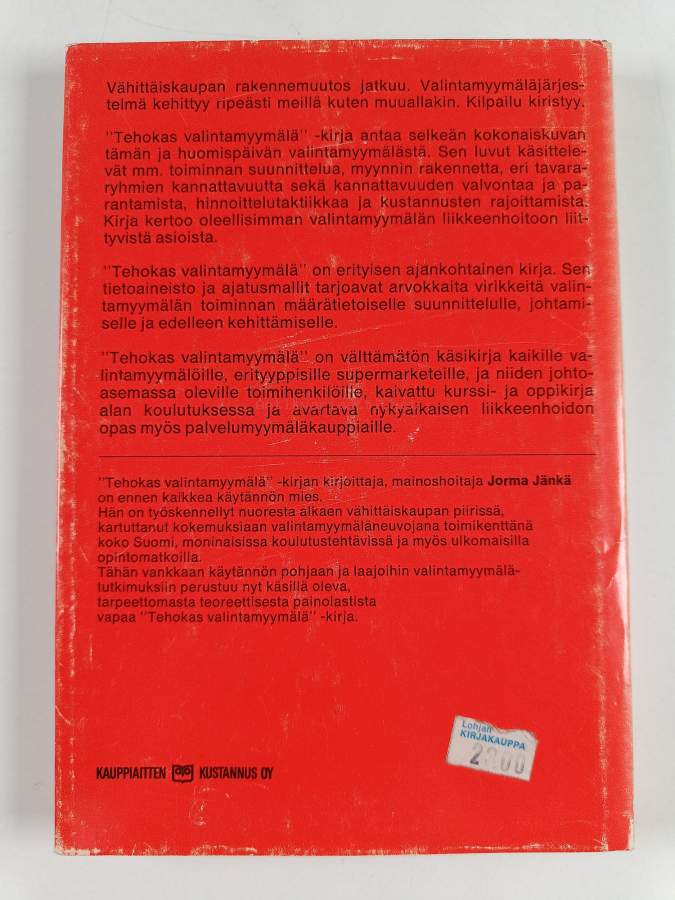 Vähittäiskaupan rakennemuutos jatkuu. Valintamyymäläjärjes-
telmä kehittyy ripeästi meillä kuten muuallakin. Kilpailu kiristyy.
"Tehokas valintamyymälä" -kirja antaa selkeän kokonaiskuvan
tämän ja huomispäivän valintamyymälästä. Sen luvut käsittele-
vät mm. toiminnan suunnittelua, myynnin rakennetta, eri tavara-
ryhmien kannattavuutta sekä kannattavuuden valvontaa ja pa-
rantamista, hinnoittelutaktiikkaa ja kustannusten rajoittamista.
Kirja kertoo oleellisimman valintamyymälän liikkeenhoitoon liit-
tyvistä asioista.
"Tehokas valintamyymälä" on erityisen ajankohtainen kirja. Sen
tietoaineisto ja ajatusmallit tarjoavat arvokkaita virikkeitä valin-
tamyymälän toiminnan määrätietoiselle suunnittelulle, johtami-
selle ja edelleen kehittämiselle.
"Tehokas valintamyymälä" on välttämätön käsikirja kaikille va-
lintamyymälöille, erityyppisille supermarketeille, ja niiden johto-
asemassa oleville toimihenkilöille, kaivattu kurssi- ja oppikirja
alan koulutuksessa ja avartava nykyaikaisen liikkeenhoidon
opas myös palvelumyymäläkauppiaille.
"Tehokas valintamyymälä" -kirjan kirjoittaja, mainoshoitaja Jorma Jänkä
on ennen kaikkea käytännön mies.
Hän on työskennellyt nuoresta alkaen vähittäiskaupan piirissä,
kartuttanut kokemuksiaan valintamyymäläneuvojana toimikenttänä
koko Suomi, moninaisissa koulutustehtävissä ja myös ulkomaisilla
opintomatkoilla.
Tähän vankkaan käytännön pohjaan ja laajoihin valintamyymälä-
tutkimuksiin perustuu nyt käsillä oleva,
tarpeettomasta teoreettisesta painolastista
vapaa "Tehokas valintamyymälä" -kirja.
Lohjan
KIRJAKAUPPA
KAUPPIAITTEN KUSTANNUS OY